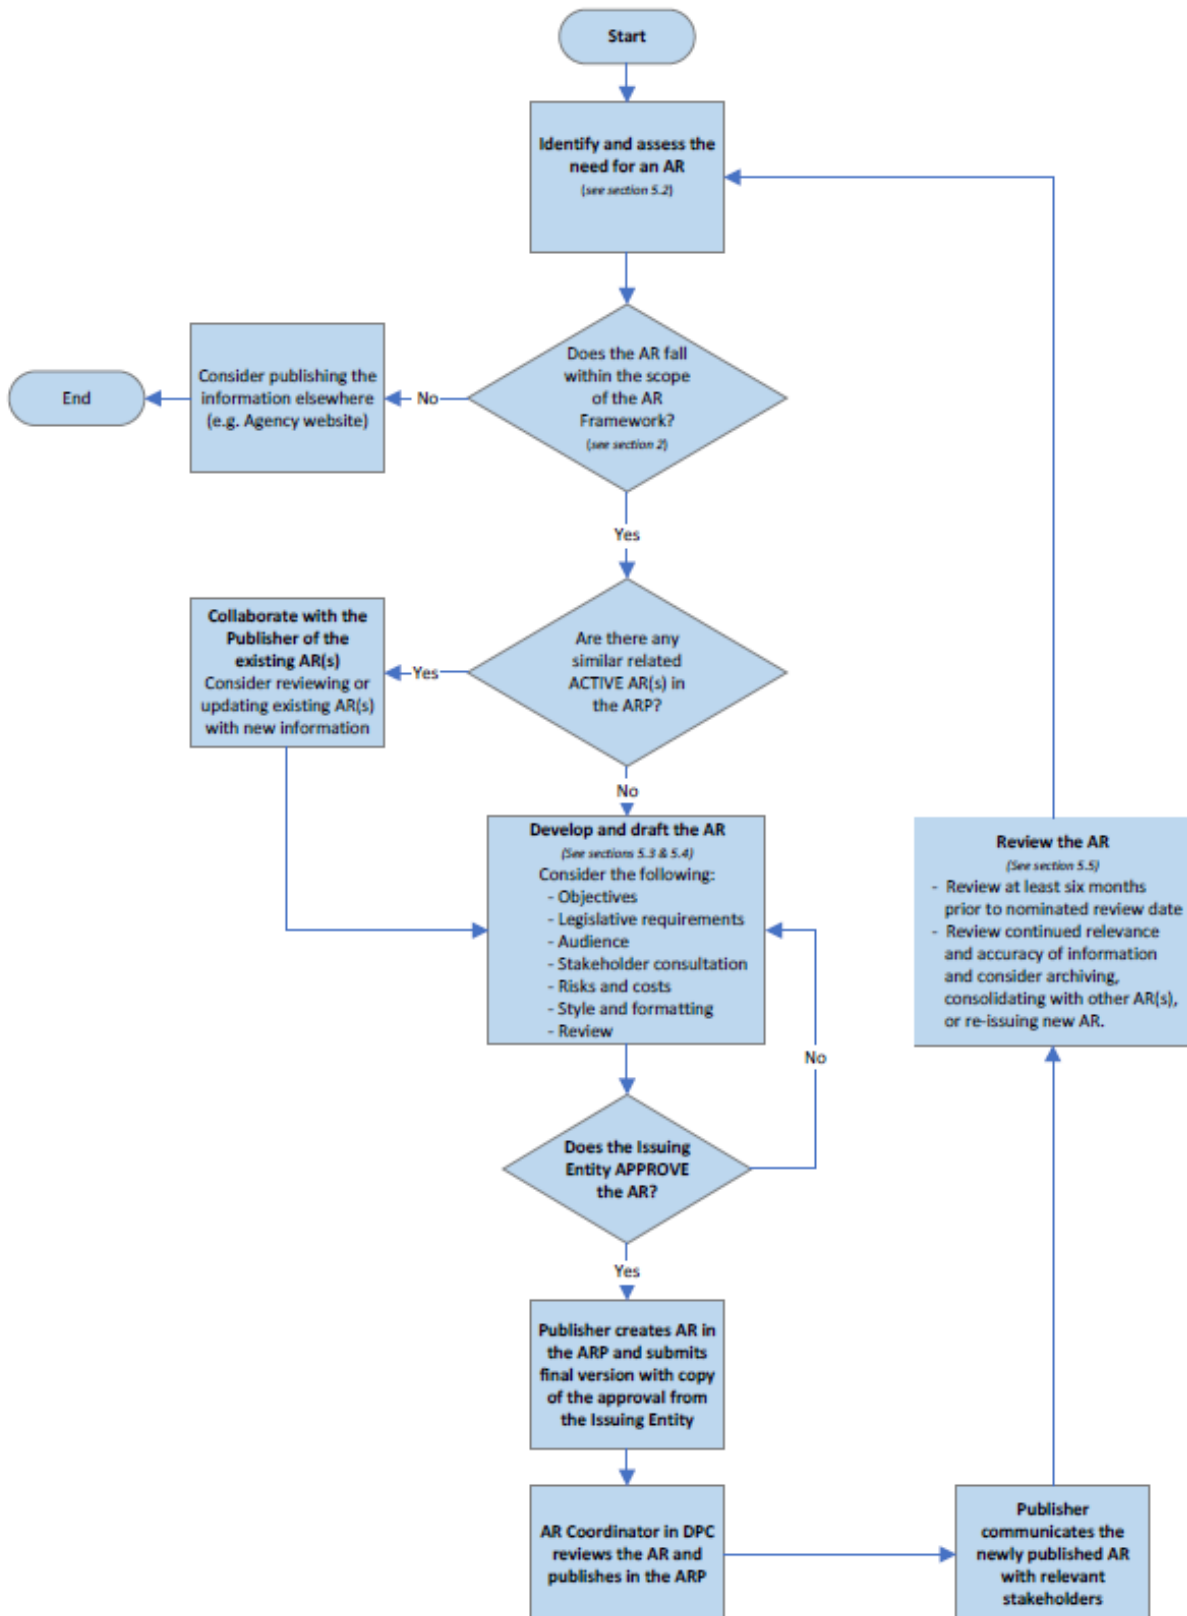 Start
Identify and assess the
need for an AR
(see section 5.2)
Does the AR fall
within the scope
of the AR
Framework?
(see section 2)
No
Consider publishing the
information elsewhere
(e.g. Agency website)
End
Yes
Are there any
similar related
ACTIVE AR(s) in
the ARP?
Yes
Collaborate with the
Publisher of the
existing AR(s)
Consider reviewing or
updating existing AR(s)
with new information
No
Develop and draft the AR
(See sections 5.3 & 5.4)
Consider the following:
- Objectives
- Legislative requirements
- Audience
- Stakeholder consultation
- Risks and costs
- Style and formatting
- Review
Does the Issuing
Entity APPROVE
the AR?
No
Yes
Publisher creates AR in
the ARP and submits
final version with copy
of the approval from
the Issuing Entity
AR Coordinator in DPC
reviews the AR and
publishes in the ARP
Publisher
communicates the
newly published AR
with relevant
stakeholders
Review the AR
(See section 5.5)
- Review at least six months
prior to nominated review date
- Review continued relevance
and accuracy of information
and consider archiving,
consolidating with other AR(s),
or re-issuing new AR.